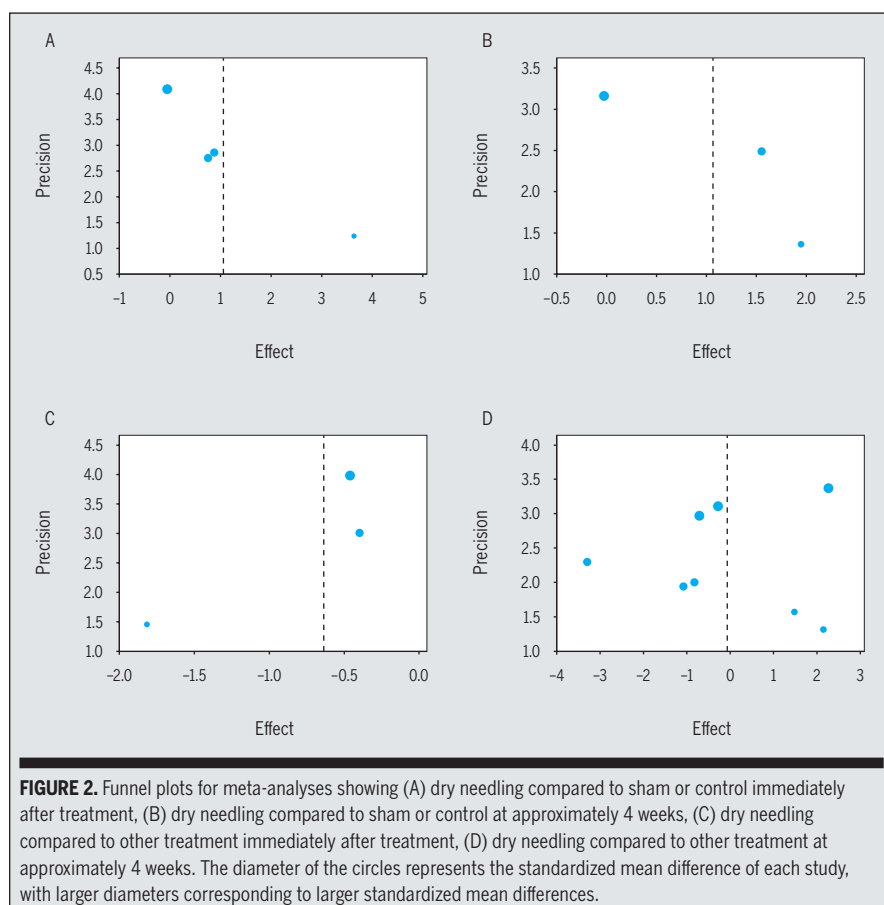 A
4.5
4.0
3.5
3.0
2.5
2.0
1.5
1.0
0.5
Precision
–1 0 1 2 3 4 5
Effect
B
3.5
3.0
2.5
2.0
1.5
1.0
Precision
–0.5 0.0 0.5 1.0 1.5 2.0 2.5
Effect
C
4.5
4.0
3.5
3.0
2.5
2.0
1.5
1.0
Precision
–2.0 –1.5 –1.0 –0.5 0.0
Effect
D
4.0
3.5
3.0
2.5
2.0
1.5
1.0
Precision
–4 –3 –2 –1 0 1 2 3
Effect
FIGURE 2. Funnel plots for meta-analyses showing (A) dry needling compared to sham or control immediately
after treatment, (B) dry needling compared to sham or control at approximately 4 weeks, (C) dry needling
compared to other treatment immediately after treatment, (D) dry needling compared to other treatment at
approximately 4 weeks. The diameter of the circles represents the standardized mean difference of each study,
with larger diameters corresponding to larger standardized mean differences.